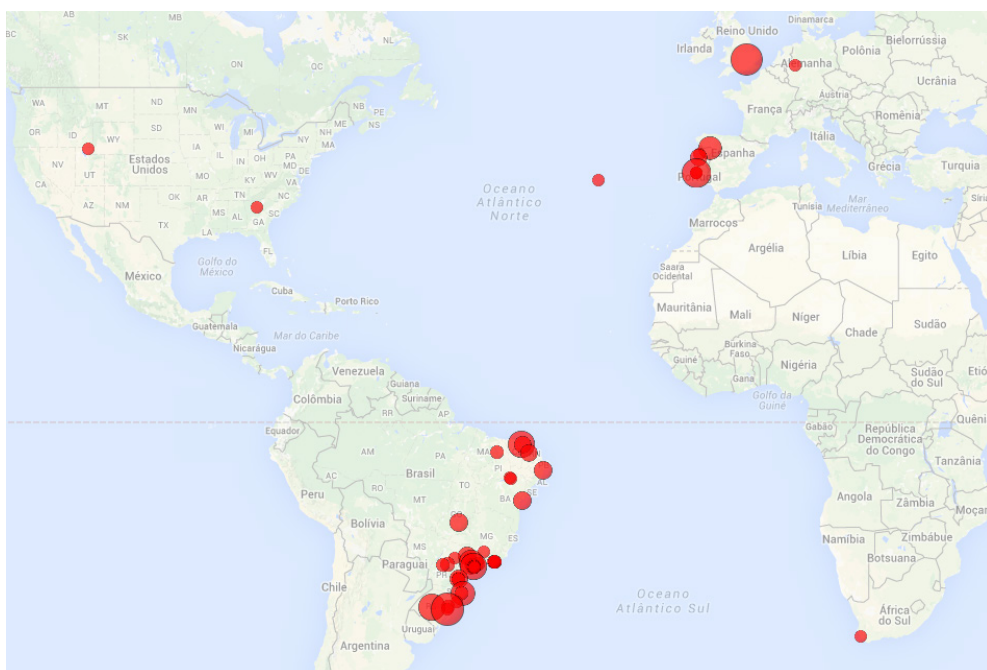 AB
MB
SK
BC
NL
ON
QC
NB
PE
NS
WA
MT
ND
MN
OR
ID
WY
SD
WI
MI
ME
NV
UT
NE
IA
IL
IN
OH
PA
NY
MA
CA
AZ
CO
KS
MO
KY
WV
VA
MD
NM
OK
AR
TN
NC
TX
LA
MS
AL
GA
SC
FL
Estados
Unidos
Golfo do
México
México
Cuba
Porto Rico
Guatemala
Mar do Caribe
Nicarágua
Venezuela
Guiana
Suriname
Colômbia
RR
AP
Equador
AM
PA
MA
PI
AC
RO
TO
AL
SE
BA
MT
Brasil
Peru
Bolívia
MG
ES
MS
PR
Paraguai
Chile
Uruguai
Argentina
Oceano
Atlântico
Norte
Oceano
Atlântico Sul
Dinamarca
Reino Unido
Irlanda
Polônia
Bielorrússia
Alemanha
Ucrânia
Áustria
França
Romênia
Itália
Espanha
Portugal
Grécia
Turquia
Mar
Mediterrâneo
Tunísia
Síri
Marrocos
Argélia
Líbia
Egito
Saara
Ocidental
Mauritânia
Mali
Níger
Chade
Sudão
Burkina
Faso
Guiné
Gana
Nigéria
Sudão
do Sul
Etió
Golfo da
Guiné
Gabão
República
Democrática
do Congo
Quêni
Tanzânia
Angola
Zâmbia
Moçam
Namíbia
Zimbábue
Botsuana
África
do Sul